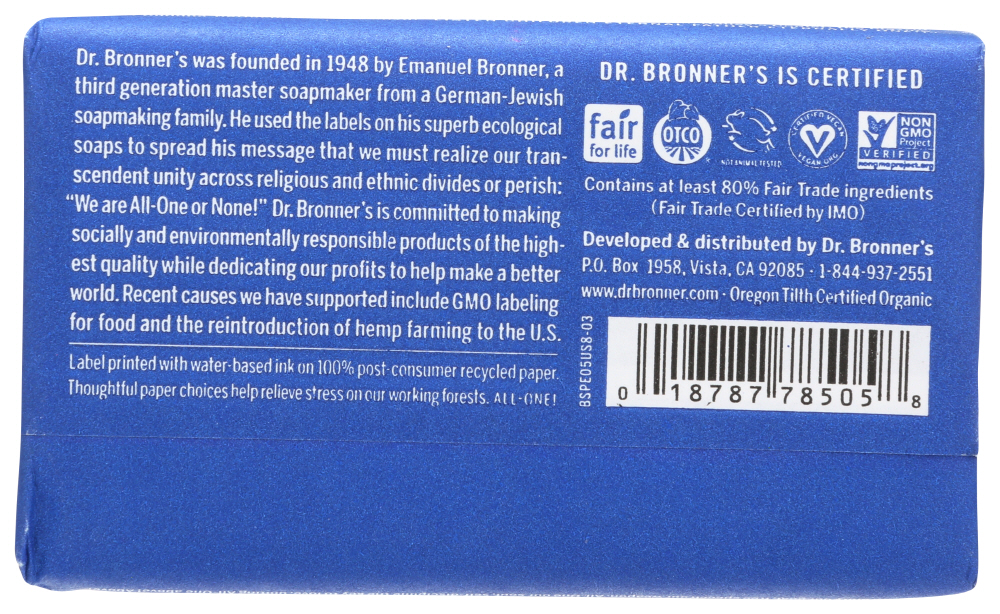 Dr. Bronner's was founded in 1948 by Emanuel Bronner, a
third generation master soapmaker from a German-Jewish
soapmaking family. He used the labels on his superb ecological
soaps to spread his message that we must realize our tran-
scendent unity across religious and ethnic divides or perish:
"We are All-One or None!" Dr. Bronner's is committed to making
socially and environmentally responsible products of the high-
est quality while dedicating our profits to help make a better
world. Recent causes we have supported include GMO labeling
for food and the reintroduction of hemp farming to the U.S.
Label printed with water-based ink on 100% post-consumer recycled paper.
Thoughtful paper choices help relieve stress on our working forests. ALL-ONE!
DR. BRONNER'S IS CERTIFIED
fair
for life
OTCO
NOT ANIMAL TESTED
CERTIFIED VEGAN
VEGAN.ORG
NON
GMO
Project
VERIFIED
nongmoproject.org
Contains at least 80% Fair Trade ingredients
(Fair Trade Certified by IMO)
Developed & distributed by Dr. Bronner's
P.O. Box 1958, Vista, CA 92085 · 1-844-937-2551
www.drbronner.com · Oregon Tilth Certified Organic
BSPE05US8-03
0 18787 78505 8